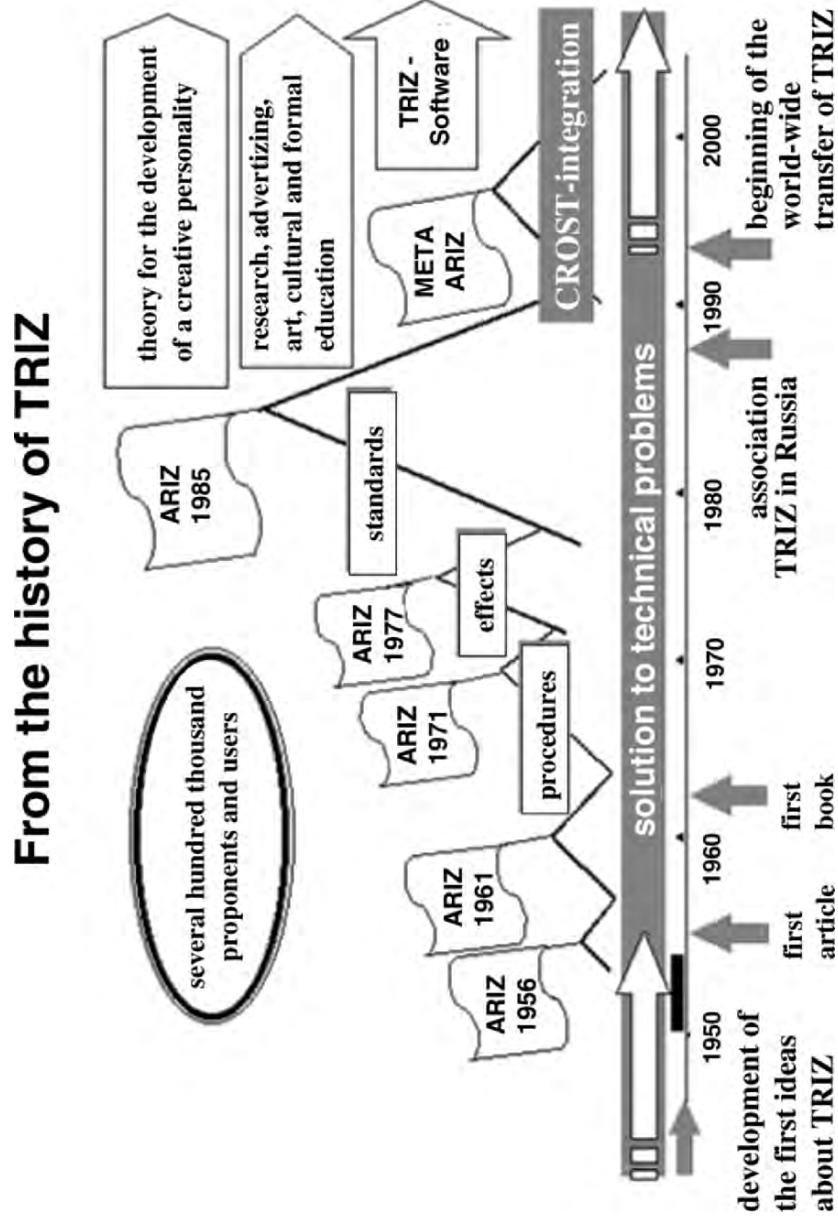 From the history of TRIZ
several hundred thousand
proponents and users
theory for the development
of a creative personality
research, advertizing,
art, cultural and formal
education
TRIZ -
Software
ARIZ
1956
ARIZ
1961
ARIZ
1971
ARIZ
1977
ARIZ
1985
META
ARIZ
procedures
effects
standards
CROST-integration
solution to technical problems
1950
1960
1970
1980
1990
2000
development of
the first ideas
about TRIZ
first
article
first
book
association
TRIZ in Russia
beginning of the
world-wide
transfer of TRIZ